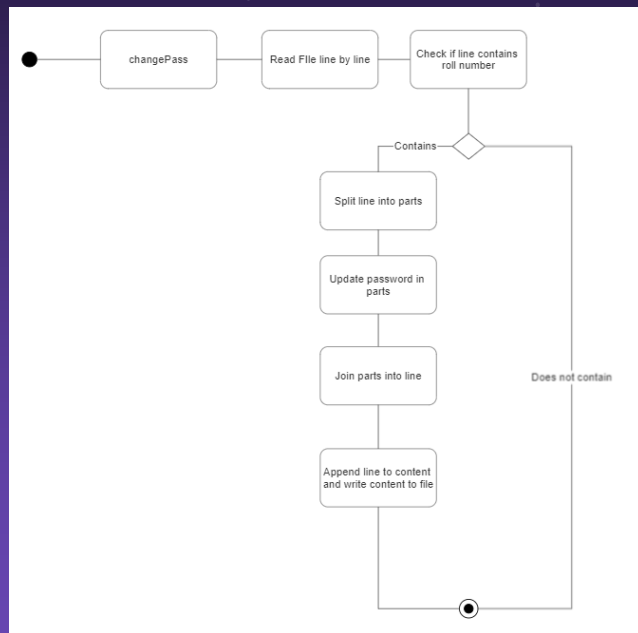 changePass
Read FIle line by line
Check if line contains
roll number
Contains
Split line into parts
Update password in
parts
Join parts into line
Does not contain
Append line to content
and write content to file